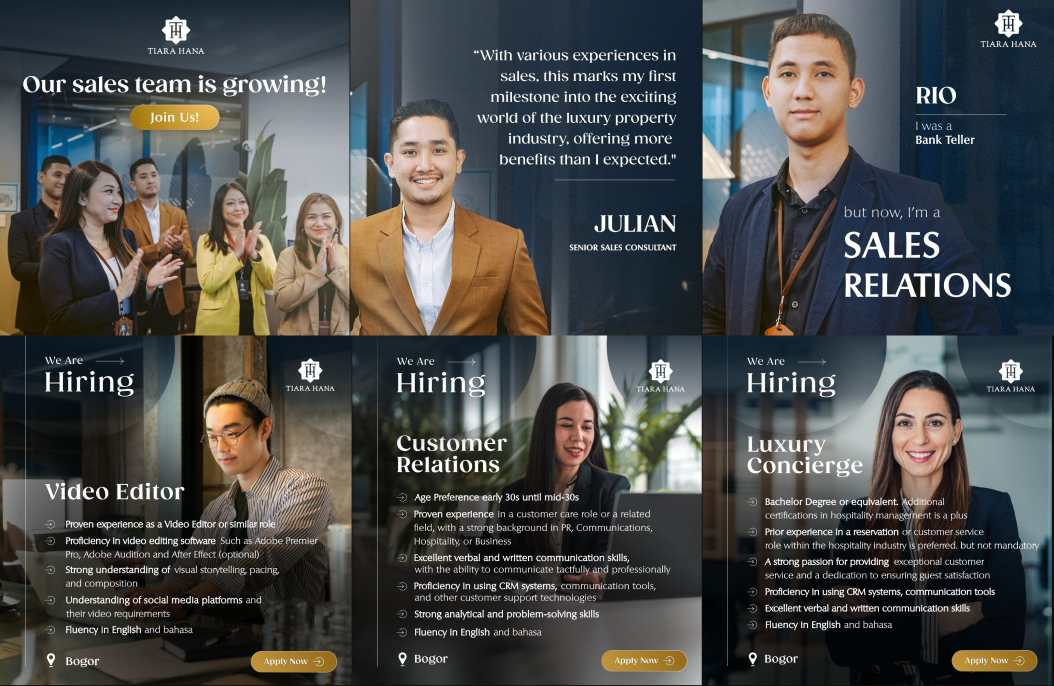 TIARA HANA
Our sales team is growing!
Join Us!
“With various experiences in
sales, this marks my first
milestone into the exciting
world of the luxury property
industry, offering more
benefits than I expected."
JULIAN
SENIOR SALES CONSULTANT
TIARA HANA
RIO
I was a
Bank Teller
but now, I'm a
SALES
RELATIONS
We Are
Hiring
TIARA HANA
Video Editor
Proven experience as a Video Editor or similar role
Proficiency in video editing software Such as Adobe Premier
Pro, Adobe Audition and After Effect (optional)
Strong understanding of visual storytelling, pacing,
and composition
Understanding of social media platforms and
their video requirements
Fluency in English and bahasa
Bogor
Apply Now
We Are
Hiring
TIARA HANA
Customer
Relations
Age Preference early 30s until mid-30s
Proven experience in a customer care role or a related
field, with a strong background in PR, Communications,
Hospitality, or Business
Excellent verbal and written communication skills,
with the ability to communicate tactfully and professionally
Proficiency in using CRM systems, communication tools,
and other customer support technologies
Strong analytical and problem-solving skills
Fluency in English and bahasa
Bogor
Apply Now
We Are
Hiring
TIARA HANA
Luxury
Concierge
Bachelor Degree or equivalent. Additional
certifications in hospitality management is a plus
Prior experience in a reservation or customer service
role within the hospitality industry is preferred, but not mandatory
A strong passion for providing exceptional customer
service and a dedication to ensuring guest satisfaction
Proficiency in using CRM systems, communication tools
Excellent verbal and written communication skills
Fluency in English and bahasa
Bogor
Apply Now